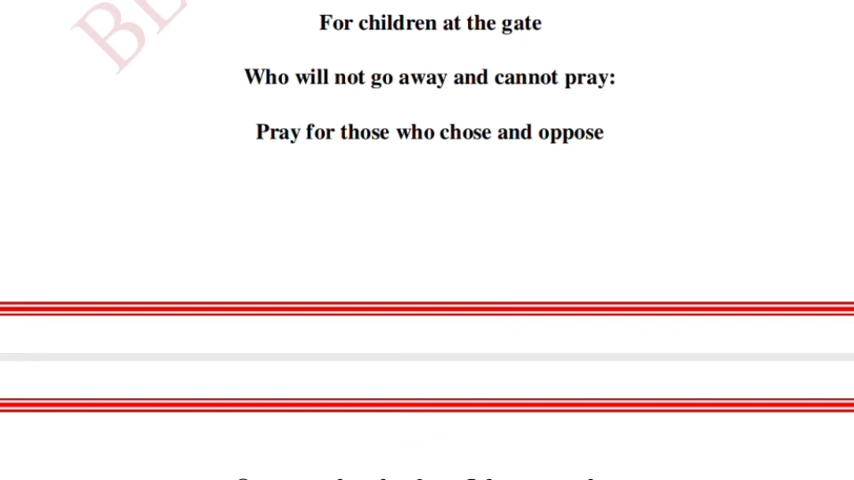 For children at the gate
Who will not go away and cannot pray:
Pray for those who chose and oppose